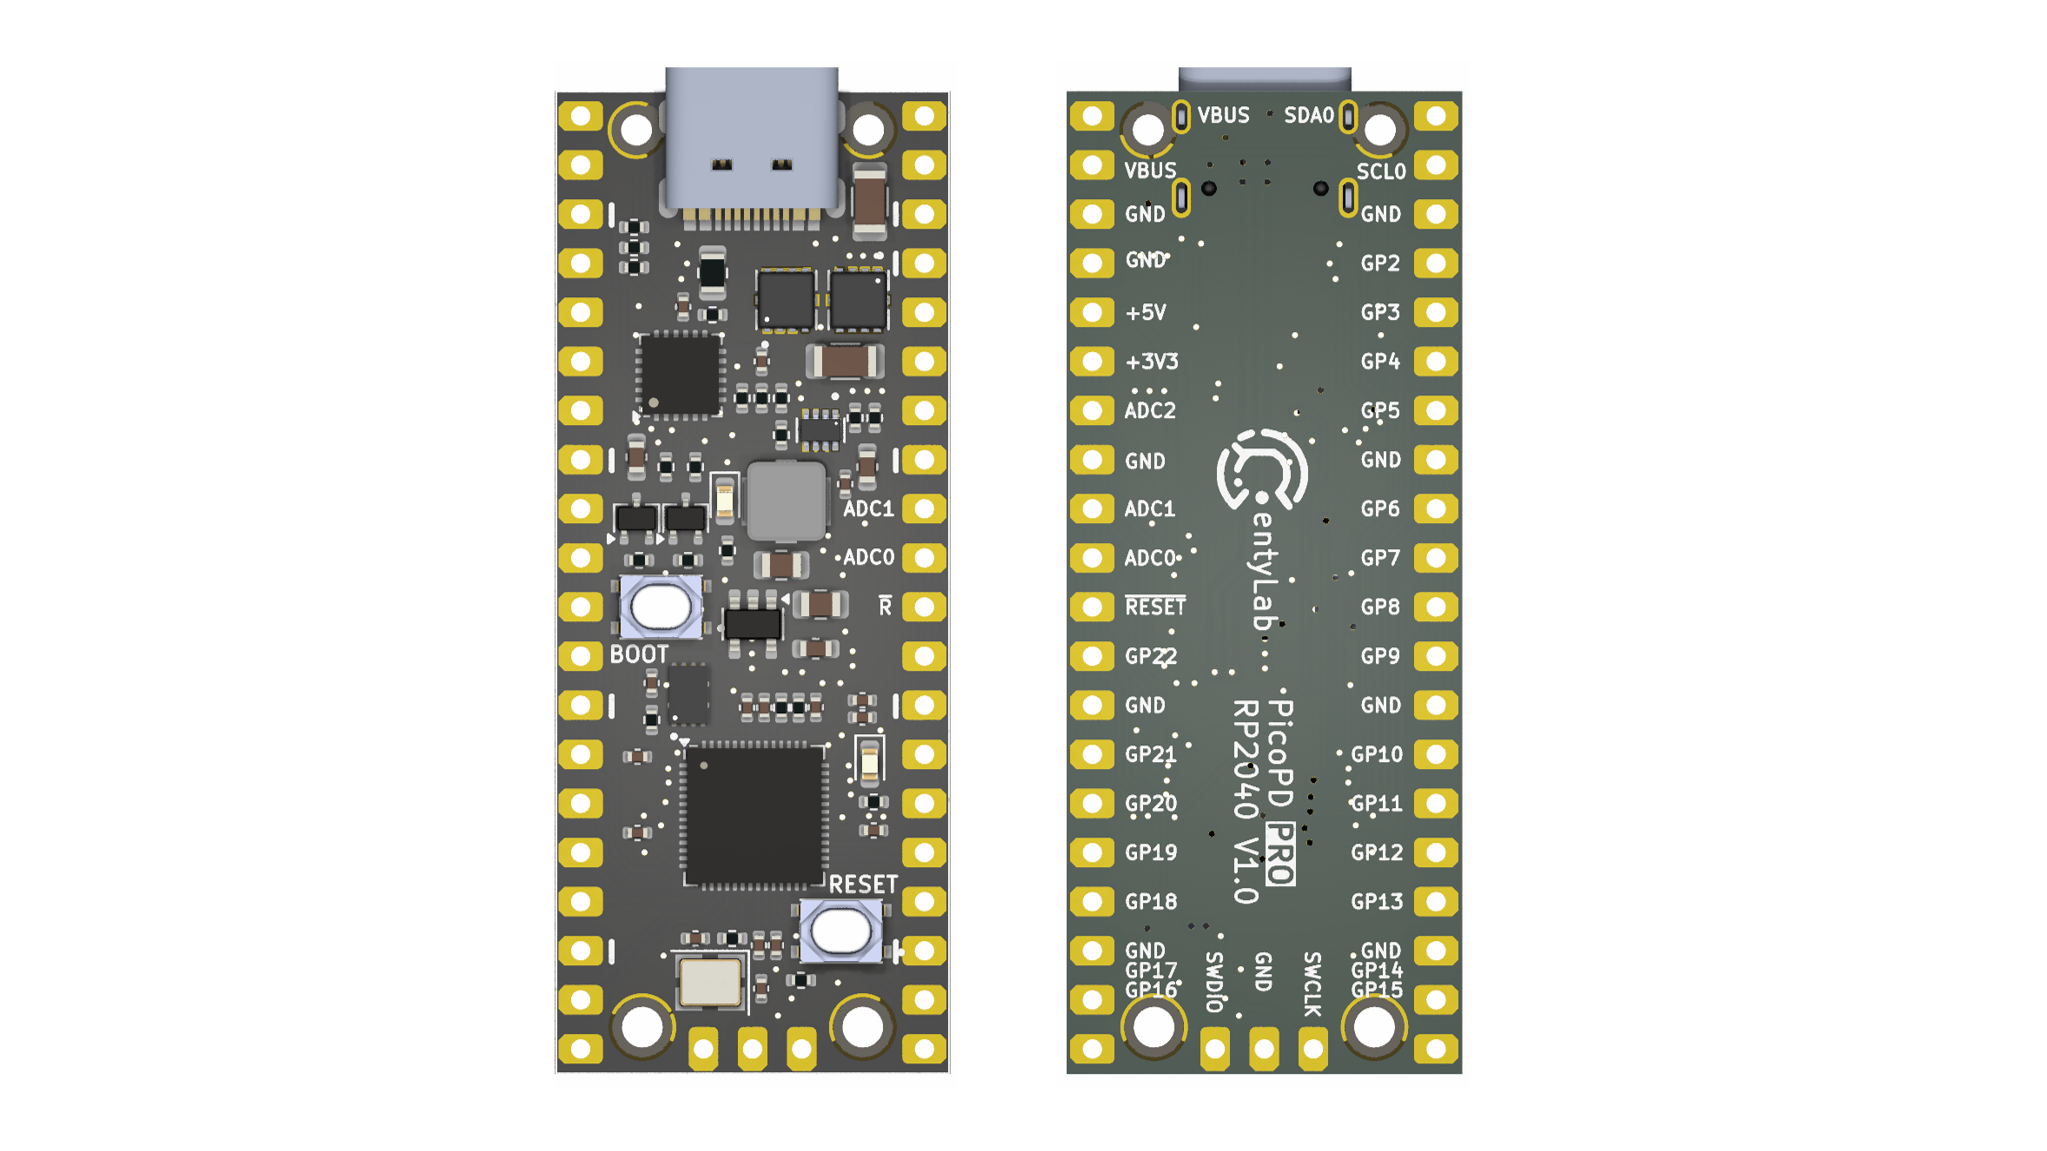 ADC1
ADC0
R
BOOT
RESET
VBUS
SDA0
VBUS
SCL0
GND
GND
GND
GP2
+5V
GP3
+3V3
GP4
ADC2
GP5
GND
GND
ADC1
GP6
ADC0
GP7
RESET
GP8
GP22
GP9
GND
GND
GP21
GP10
GP20
GP11
GP19
GP12
GP18
GP13
GND
GND
GP17
GP14
GP16
GP15
entyLab
PicoPD PRO
RP2040 V1.0
SWDIO
GND
SWCLK